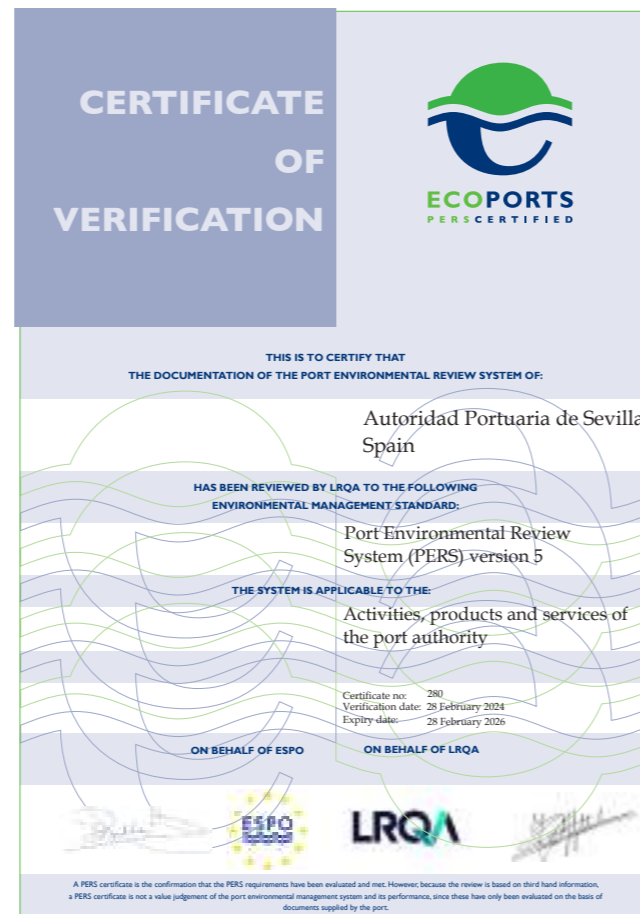 CERTIFICATE
OF
VERIFICATION
ECOPORTS
PERS CERTIFIED
THIS IS TO CERTIFY THAT
THE DOCUMENTATION OF THE PORT ENVIRONMENTAL REVIEW SYSTEM OF:
Autoridad Portuaria de Sevilla
Spain
HAS BEEN REVIEWED BY LRQA TO THE FOLLOWING
ENVIRONMENTAL MANAGEMENT STANDARD:
Port Environmental Review
System (PERS) version 5
THE SYSTEM IS APPLICABLE TO THE:
Activities, products and services of
the port authority
Certificate no: 280
Verification date: 28 February 2024
Expiry date: 28 February 2026
ON BEHALF OF ESPO ON BEHALF OF LRQA
ESPO
LRQA
A PERS certificate is the confirmation that the PERS requirements have been evaluated and met. However, because the review is based on third hand information,
a PERS certificate is not a value judgement of the port environmental management system and its performance, since these have only been evaluated on the basis of
documents supplied by the port.